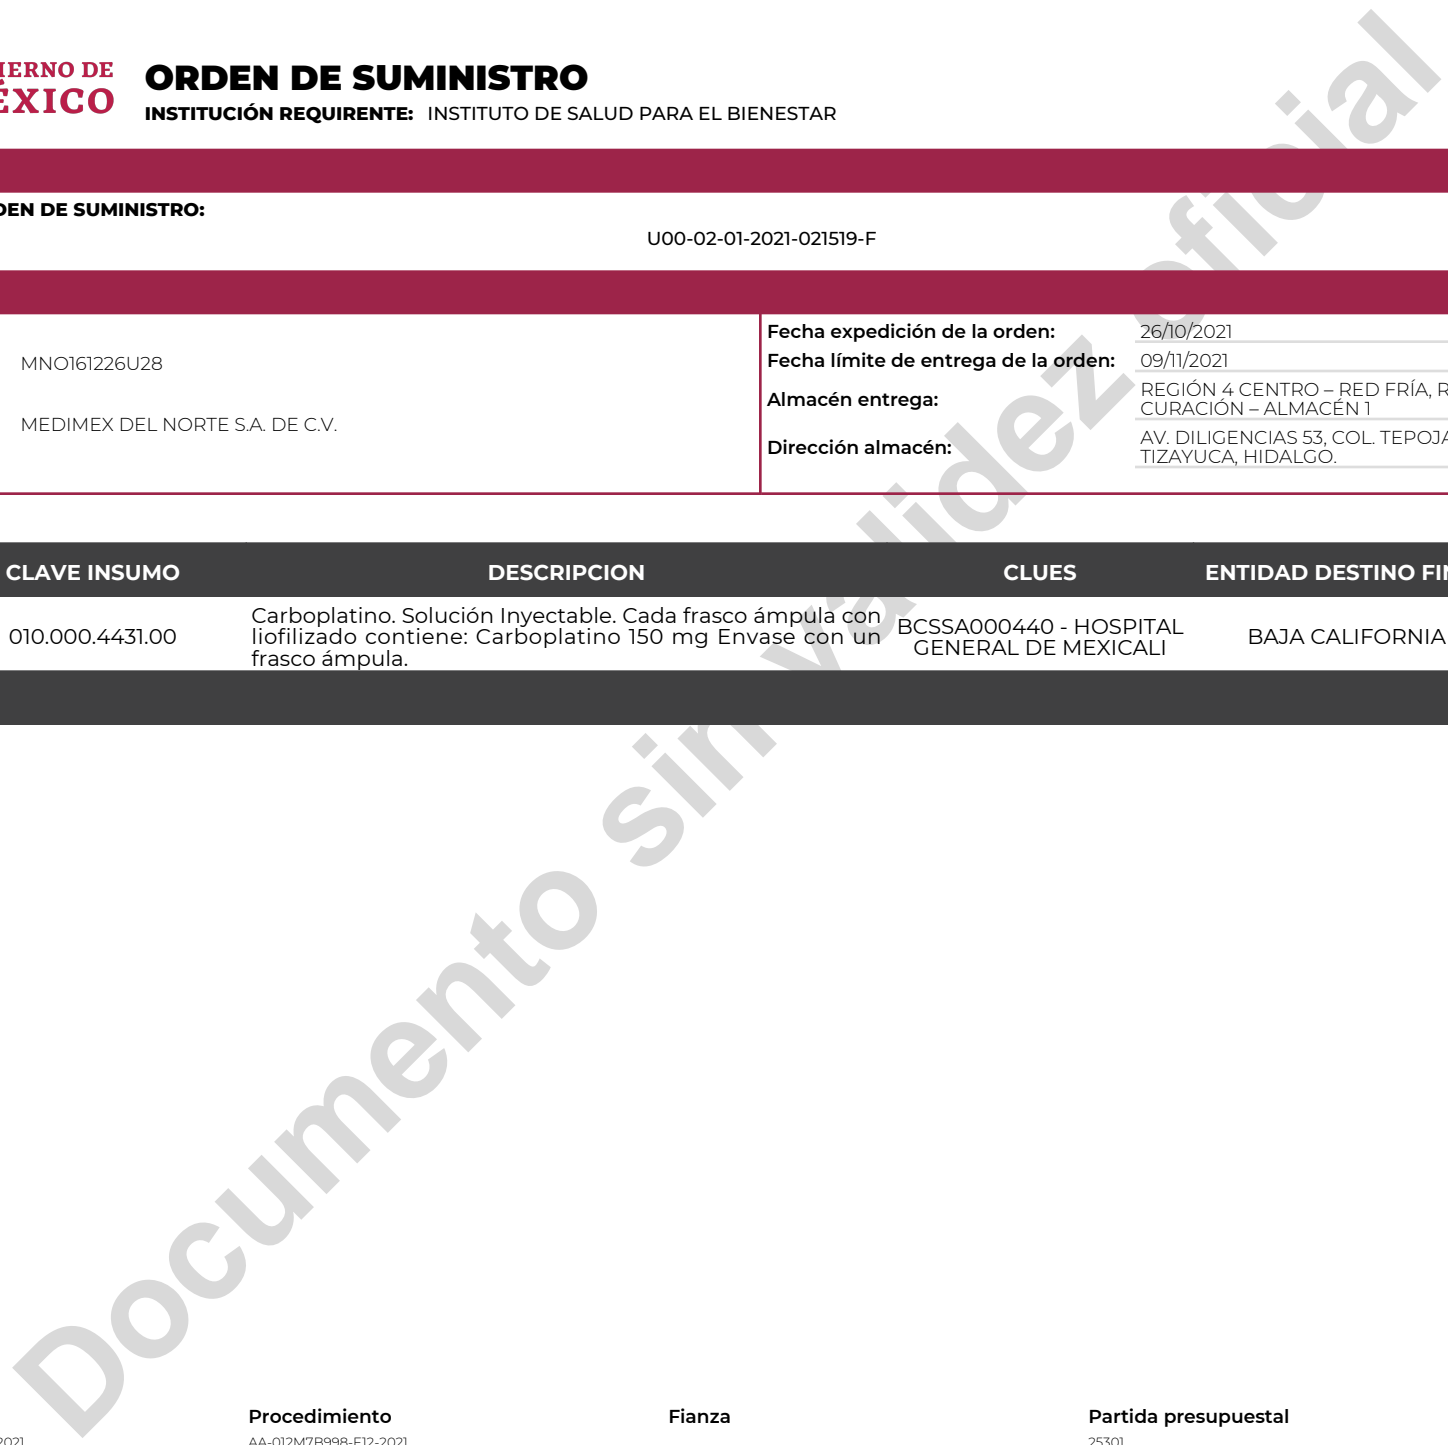 ORDEN DE SUMINISTRO
DE
INSTITUCIÓN REQUIRENTE: INSTITUTO DE SALUD PARA EL BIENESTAR
DE SUMINISTRO:
U00-02-01-2021-021519-F
MNO161226U28
MEDIMEX DEL NORTE S.A. DE C.V.
Fecha expedición de la orden: 26/10/2021
Fecha límite de entrega de la orden: 09/11/2021
Almacén entrega: REGIÓN 4 CENTRO – RED FRÍA,
CURACIÓN – ALMACÉN 1
Dirección almacén: AV. DILIGENCIAS 53, COL.
TIZAYUCA, HIDALGO.
CLAVE INSUMO DESCRIPCION CLUES ENTIDAD DESTINO
010.000.4431.00
Carboplatino. Solución Inyectable. Cada frasco ámpula con
liofilizado contiene: Carboplatino 150 mg Envase con un
frasco ámpula.
BCSSA000440 - HOSPITAL
GENERAL DE MEXICALI
BAJA CALIFORNIA
Documento sin validez oficial
Procedimiento Fianza Partida presupuestal
AA-012M7B998-E12-2021 25301